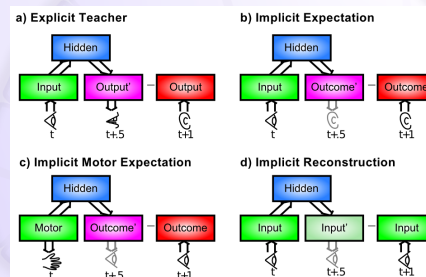 a) Explicit Teacher
Hidden
Input Output' – Output
t t+.5 t+1
b) Implicit Expectation
Hidden
Input Outcome' – Outcome
t t+.5 t+1
c) Implicit Motor Expectation
Hidden
Motor Outcome' – Outcome
t t+.5 t+1
d) Implicit Reconstruction
Hidden
Input Input' – Input
t t+.5 t+1